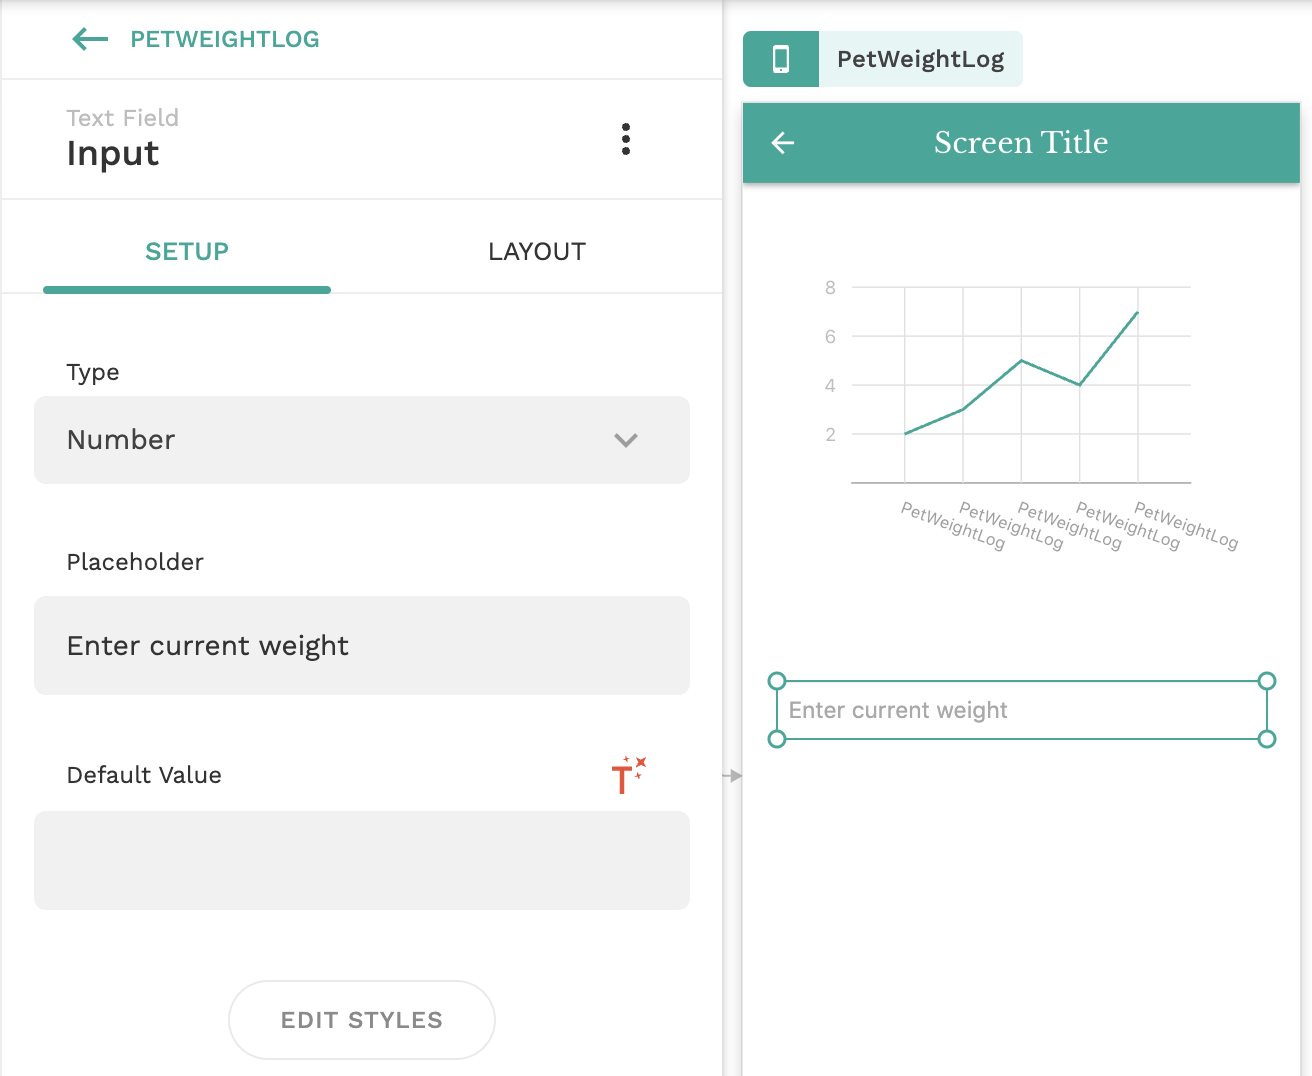 PETWEIGHTLOG
Text Field
Input
SETUP
LAYOUT
Type
Number
Placeholder
Enter current weight
Default Value
T
EDIT STYLES
PetWeightLog
Screen Title
8
6
4
2
PetWeightLog
PetWeightLog
PetWeightLog
PetWeightLog
PetWeightLog
Enter current weight